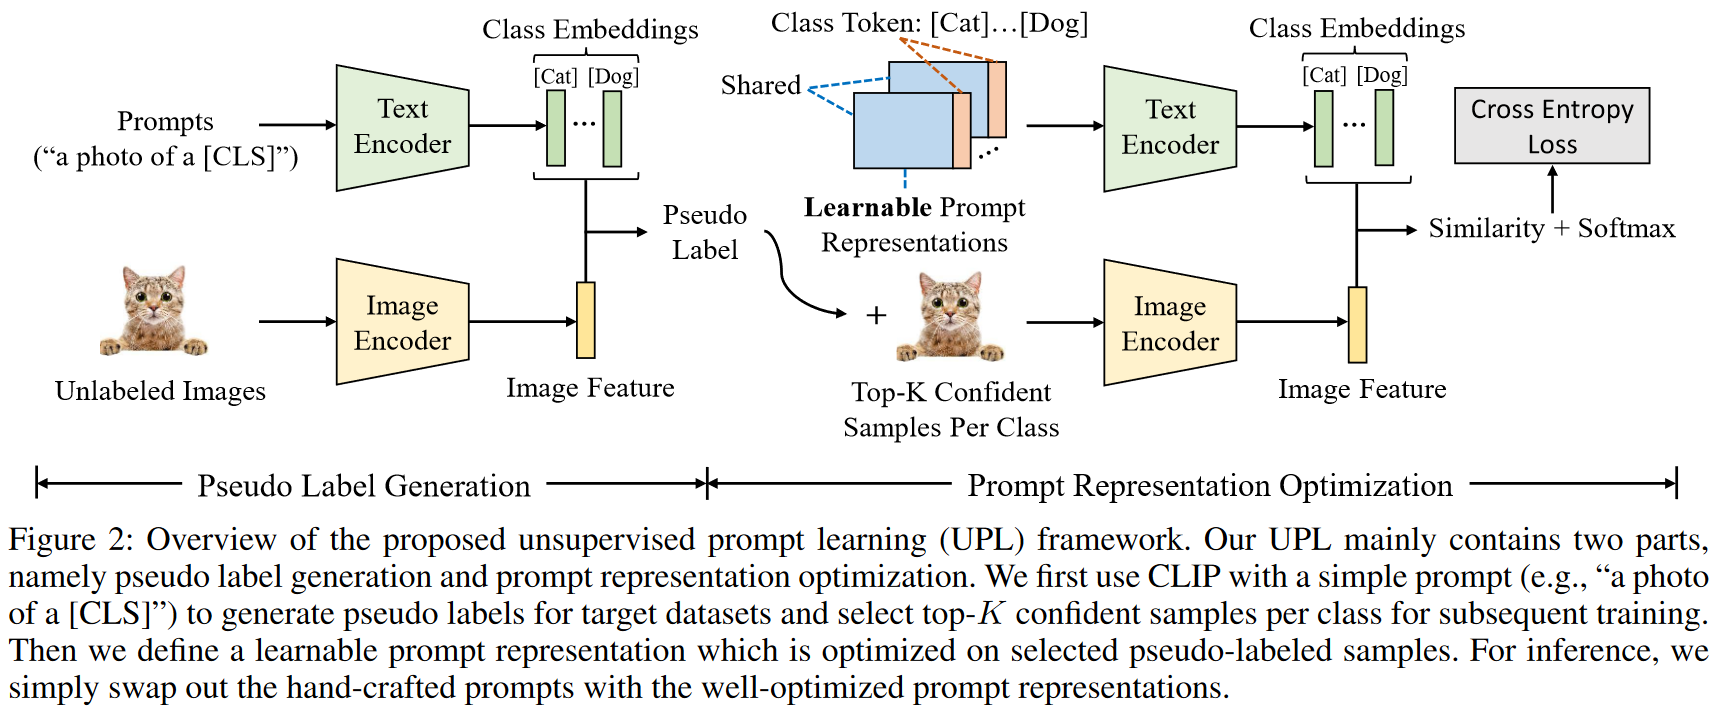 Class Embeddings
[Cat] [Dog]
Prompts
(“a photo of a [CLS]”)
Text
Encoder
...
Pseudo
Label
Unlabeled Images
Image
Encoder
Image Feature
Class Token: [Cat]…[Dog]
Shared
...
Learnable Prompt
Representations
+
Top-K Confident
Samples Per Class
Text
Encoder
Class Embeddings
[Cat] [Dog]
...
Cross Entropy
Loss
Similarity + Softmax
Image
Encoder
Image Feature
Pseudo Label Generation
Prompt Representation Optimization
Figure 2: Overview of the proposed unsupervised prompt learning (UPL) framework. Our UPL mainly contains two parts,
namely pseudo label generation and prompt representation optimization. We first use CLIP with a simple prompt (e.g., “a photo
of a [CLS]”) to generate pseudo labels for target datasets and select top-K confident samples per class for subsequent training.
Then we define a learnable prompt representation which is optimized on selected pseudo-labeled samples. For inference, we
simply swap out the hand-crafted prompts with the well-optimized prompt representations.